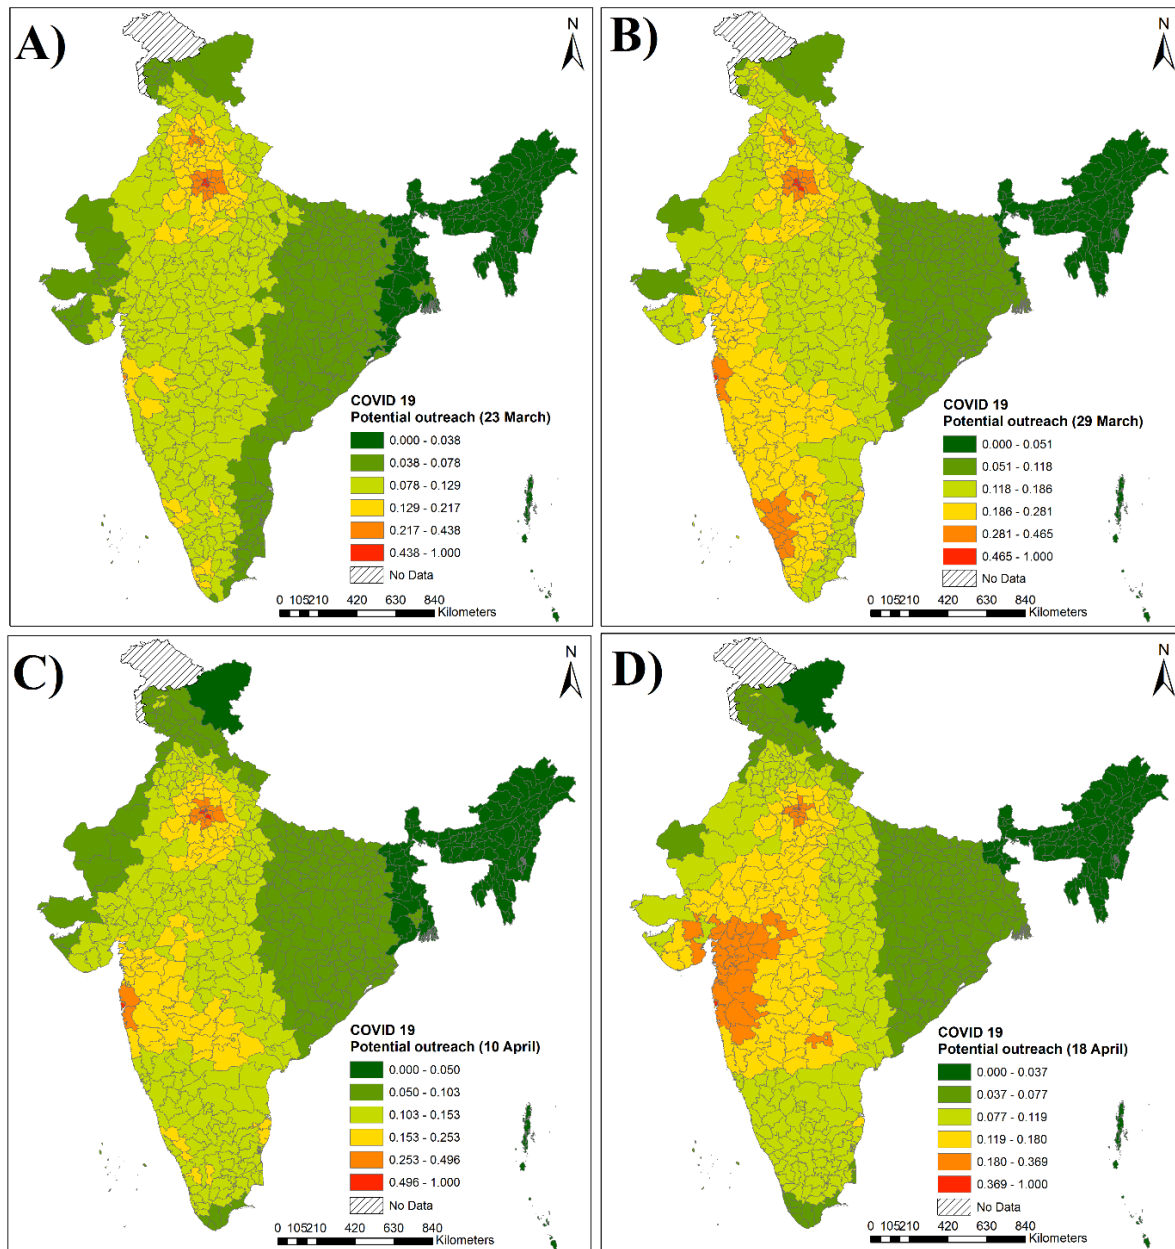 A)
N
COVID 19
Potential outreach (23 March)
0.000 - 0.038
0.038 - 0.078
0.078 - 0.129
0.129 - 0.217
0.217 - 0.438
0.438 - 1.000
No Data
0 105210 420 630 840
Kilometers
B)
N
COVID 19
Potential outreach (29 March)
0.000 - 0.051
0.051 - 0.118
0.118 - 0.186
0.186 - 0.281
0.281 - 0.465
0.465 - 1.000
No Data
0 105210 420 630 840
Kilometers
C)
N
COVID 19
Potential outreach (10 April)
0.000 - 0.050
0.050 - 0.103
0.103 - 0.153
0.153 - 0.253
0.253 - 0.496
0.496 - 1.000
No Data
0 105210 420 630 840
Kilometers
D)
N
COVID 19
Potential outreach (18 April)
0.000 - 0.037
0.037 - 0.077
0.077 - 0.119
0.119 - 0.180
0.180 - 0.369
0.369 - 1.000
No Data
0 105210 420 630 840
Kilometers